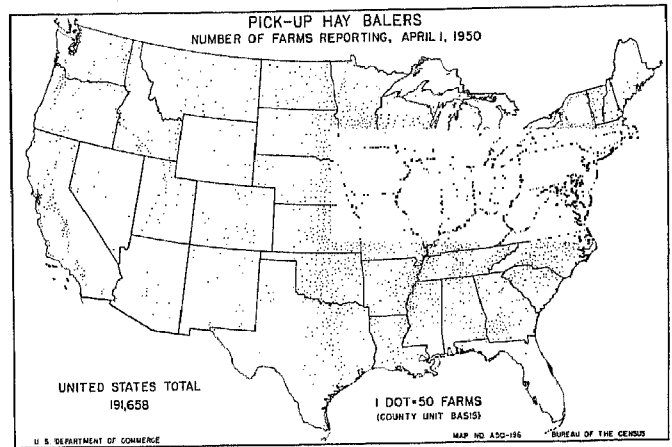 PICK-UP HAY BALERS
NUMBER OF FARMS REPORTING, APRIL 1, 1950
UNITED STATES TOTAL
191,658
1 DOT=50 FARMS
(COUNTY UNIT BASIS)
U. S. DEPARTMENT OF COMMERCE
MAP NO. A50-196
BUREAU OF THE CENSUS